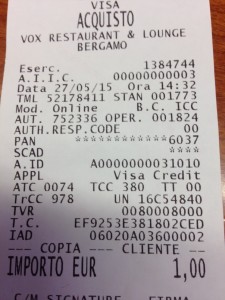 VISA
ACQUISTO
VOX RESTAURANT & LOUNGE
BERGAMO
Eserc. 1384744
A.I.I.C. 00000000003
Data 27/05/15 Ora 14:32
TML 52178411 STAN 001773
Mod. Online B.C. ICC
AUT. 752336 OPER. 001824
AUTH.RESP.CODE 00
PAN ************6037
SCAD ****
A.ID A0000000031010
APPL Visa Credit
ATC 0074 TCC 380 TT 00
TrCC 978 UN 16C54840
TVR 0080008000
T.C. EF9253E381802CED
IAD 06020A03600002
--- COPIA --- CLIENTE --
IMPORTO EUR 1,00
C/M SIGNATURE FIRMA